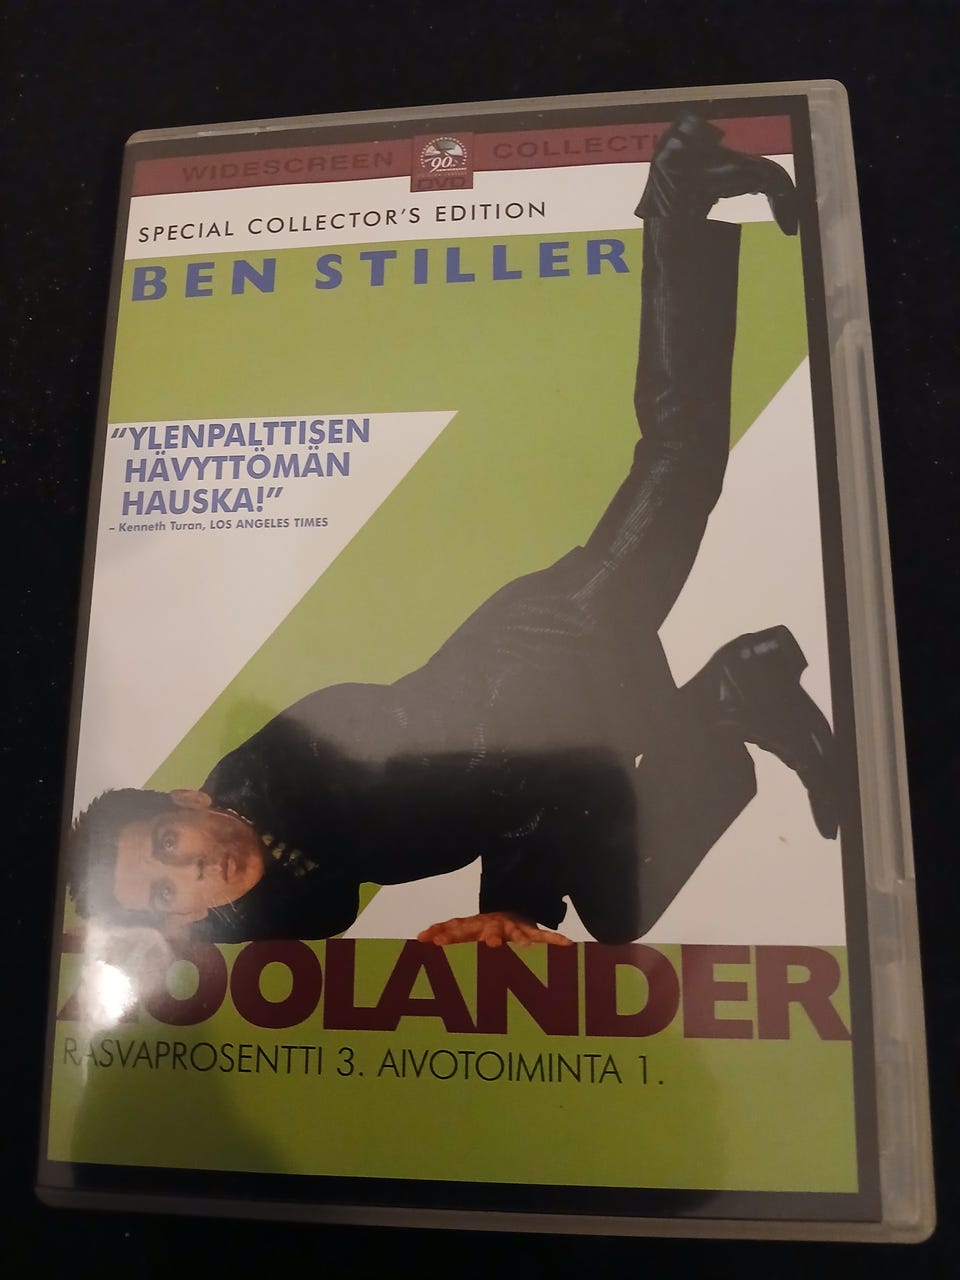 WIDESCREEN COLLECTI
90
DVD
SPECIAL COLLECTOR'S EDITION
BEN STILLER
"YLENPALTTISEN
HÄVYTTÖMÄN
HAUSKA!"
– Kenneth Turan, LOS ANGELES TIMES
ZOOLANDER
RASVAPROSENTTI 3. AIVOTOIMINTA 1.